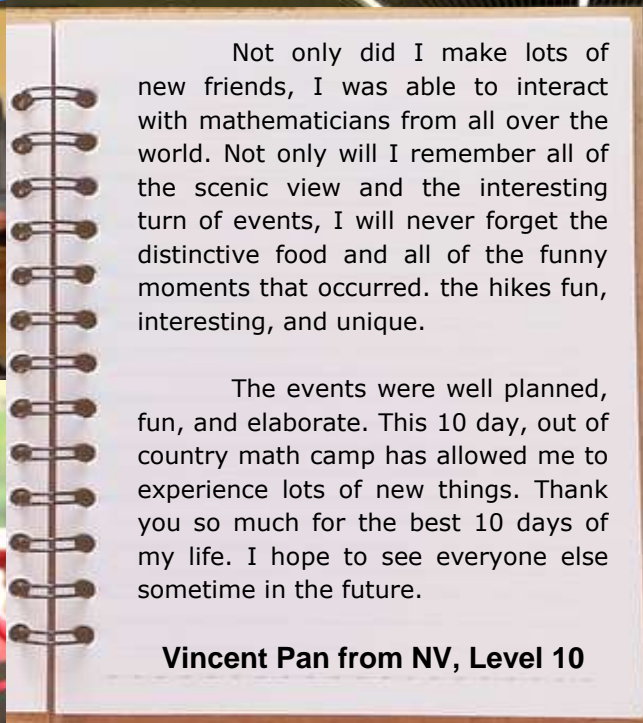 Not only did I make lots of
new friends, I was able to interact
with mathematicians from all over the
world. Not only will I remember all of
the scenic view and the interesting
turn of events, I will never forget the
distinctive food and all of the funny
moments that occurred. the hikes fun,
interesting, and unique.
The events were well planned,
fun, and elaborate. This 10 day, out of
country math camp has allowed me to
experience lots of new things. Thank
you so much for the best 10 days of
my life. I hope to see everyone else
sometime in the future.
Vincent Pan from NV, Level 10